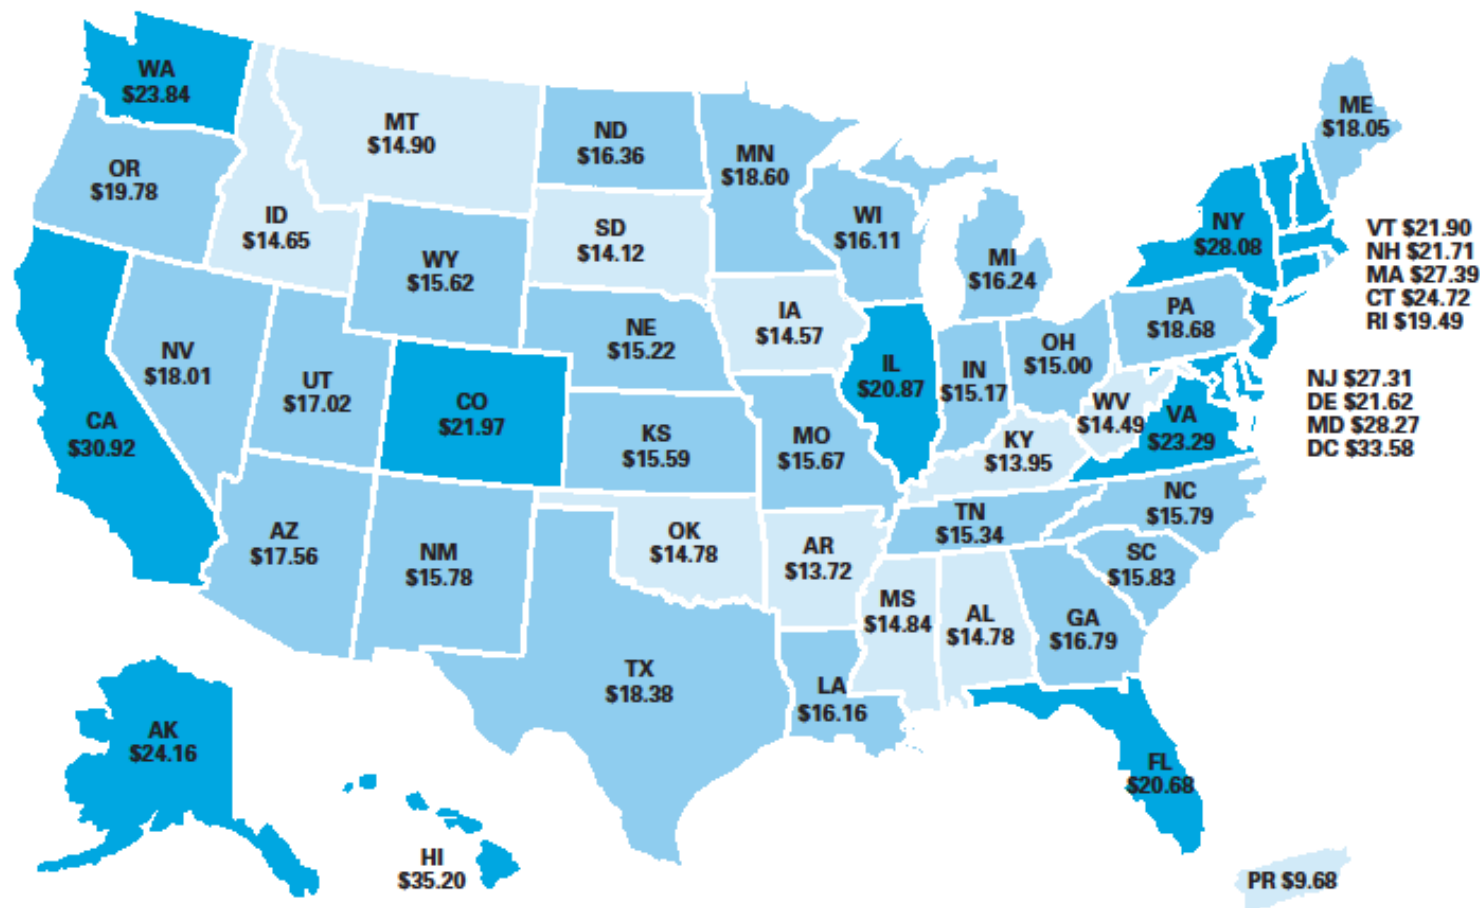 WA
$23.84
MT
$14.90
ND
$16.36
MN
$18.60
ME
$18.05
OR
$19.78
ID
$14.65
SD
$14.12
WI
$16.11
NY
$28.08
VT $21.90
NH $21.71
MA $27.39
CT $24.72
RI $19.49
WY
$15.62
MI
$16.24
IA
$14.57
PA
$18.68
NE
$15.22
NV
$18.01
UT
$17.02
CO
$21.97
IL
$20.87
IN
$15.17
OH
$15.00
NJ $27.31
DE $21.62
MD $28.27
DC $33.58
CA
$30.92
KS
$15.59
MO
$15.67
KY
$13.95
WV
$14.49
VA
$23.29
AZ
$17.56
NM
$15.78
OK
$14.78
AR
$13.72
TN
$15.34
NC
$15.79
SC
$15.83
MS
$14.84
AL
$14.78
GA
$16.79
TX
$18.38
LA
$16.16
AK
$24.16
FL
$20.68
HI
$35.20
PR $9.68